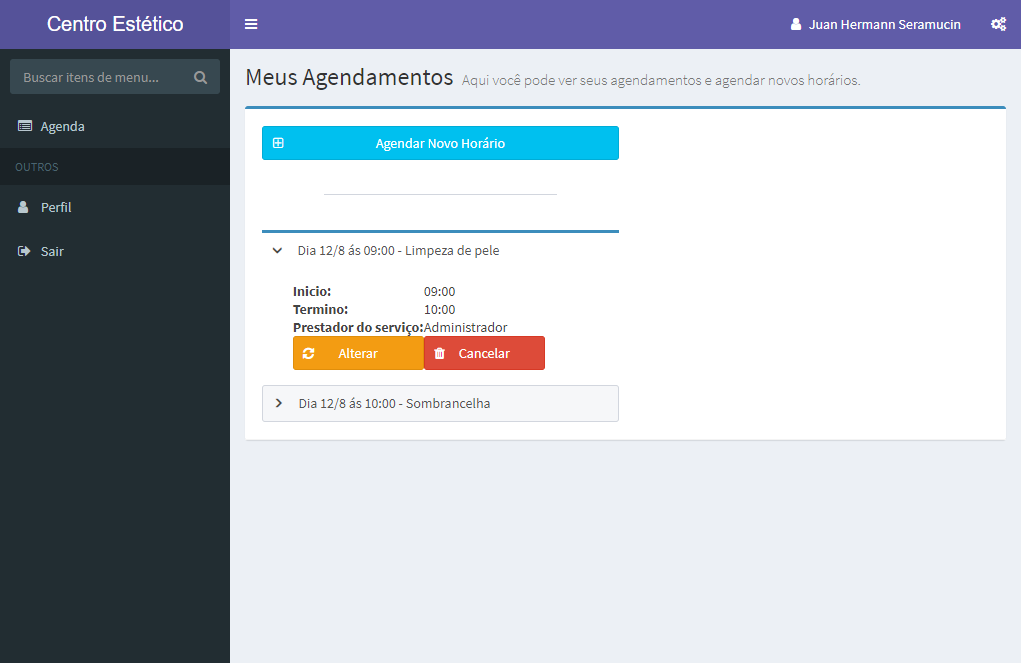 Centro Estético
Juan Hermann Seramucin
Buscar itens de menu...
Agenda
OUTROS
Perfil
Sair
Meus Agendamentos Aqui você pode ver seus agendamentos e agendar novos horários.
Agendar Novo Horário
Dia 12/8 ás 09:00 - Limpeza de pele
Inicio: 09:00
Termino: 10:00
Prestador do serviço: Administrador
Alterar Cancelar
Dia 12/8 ás 10:00 - Sombrancelha